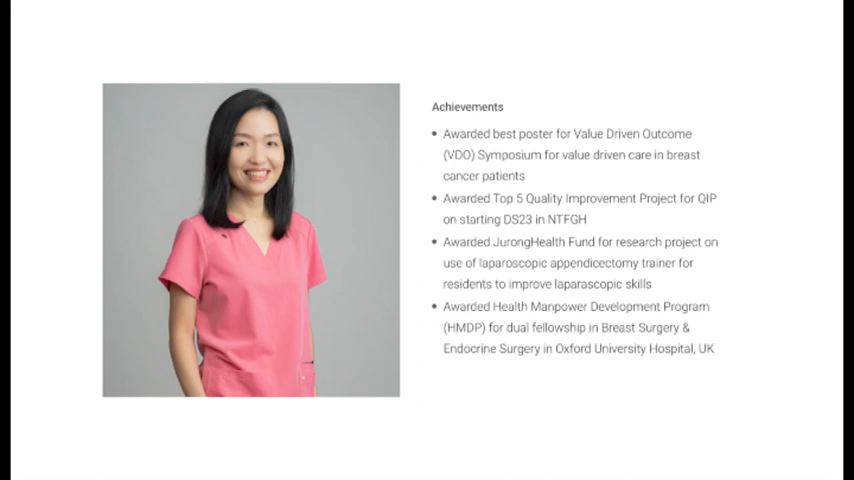 Achievements
Awarded best poster for Value Driven Outcome
(VDO) Symposium for value driven care in breast
cancer patients
Awarded Top 5 Quality Improvement Project for QIP
on starting DS23 in NTFGH
Awarded JurongHealth Fund for research project on
use of laparoscopic appendicectomy trainer for
residents to improve laparascopic skills
Awarded Health Manpower Development Program
(HMDP) for dual fellowship in Breast Surgery &
Endocrine Surgery in Oxford University Hospital, UK